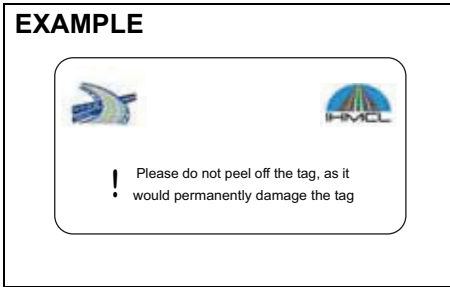 EXAMPLE
IHMCL
! Please do not peel off the tag, as it
would permanently damage the tag